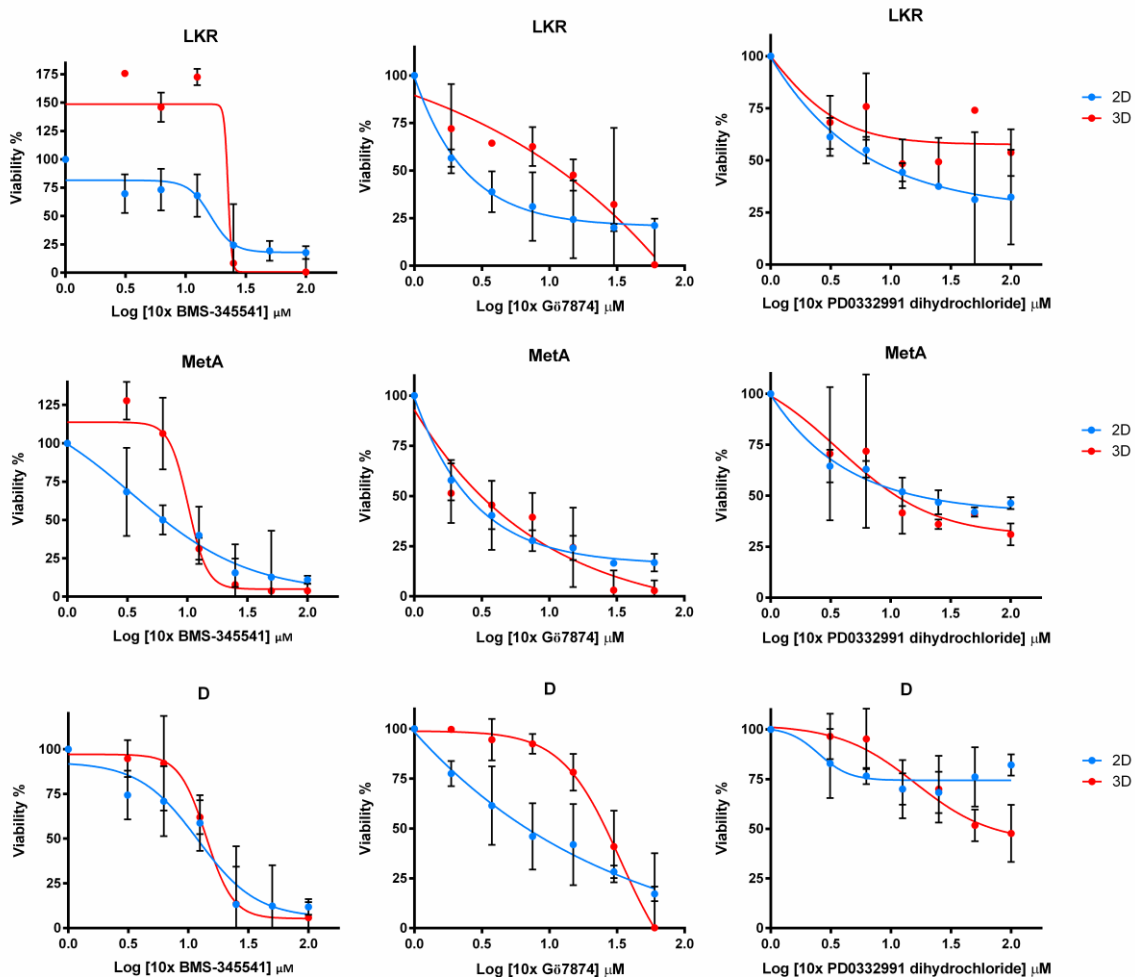 LKR
175
150
125
100
75
50
25
0
Viability %
0.0 0.5 1.0 1.5 2.0
Log [10x BMS-345541] µM
LKR
100
75
50
25
0
Viability %
0.0 0.5 1.0 1.5 2.0
Log [10x Gö7874] µM
LKR
100
75
50
25
0
Viability %
0.0 0.5 1.0 1.5 2.0
Log [10x PD0332991 dihydrochloride] µM
2D
3D
MetA
125
100
75
50
25
0
Viability %
0.0 0.5 1.0 1.5 2.0
Log [10x BMS-345541] µM
MetA
100
75
50
25
0
Viability %
0.0 0.5 1.0 1.5 2.0
Log [10x Gö7874] µM
MetA
100
75
50
25
0
Viability %
0.0 0.5 1.0 1.5 2.0
Log [10x PD0332991 dihydrochloride] µM
2D
3D
D
100
75
50
25
0
Viability %
0.0 0.5 1.0 1.5 2.0
Log [10x BMS-345541] µM
D
100
75
50
25
0
Viability %
0.0 0.5 1.0 1.5 2.0
Log [10x Gö7874] µM
D
100
75
50
25
0
Viability %
0.0 0.5 1.0 1.5 2.0
Log [10x PD0332991 dihydrochloride] µM
2D
3D